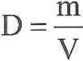 D = m/V